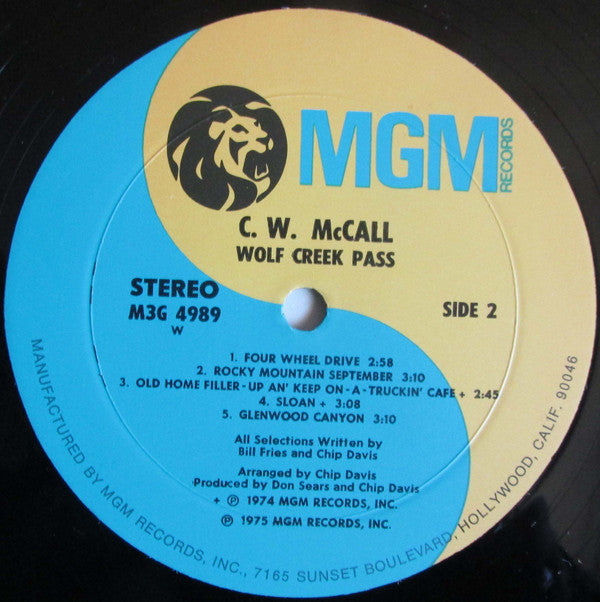 MGM
RECORDS
C. W. McCALL
WOLF CREEK PASS
STEREO
M3G 4989
W
SIDE 2
1. FOUR WHEEL DRIVE 2:58
2. ROCKY MOUNTAIN SEPTEMBER 3:10
3. OLD HOME FILLER-UP AN' KEEP ON-A-TRUCKIN' CAFE + 2:45
4. SLOAN + 3:08
5. GLENWOOD CANYON 3:10
All Selections Written by
Bill Fries and Chip Davis
Arranged by Chip Davis
Produced by Don Sears and Chip Davis
+ ℗ 1974 MGM RECORDS, INC.
℗ 1975 MGM RECORDS, INC.
MANUFACTURED BY MGM RECORDS, INC., 7165 SUNSET BOULEVARD, HOLLYWOOD, CALIF. 90046